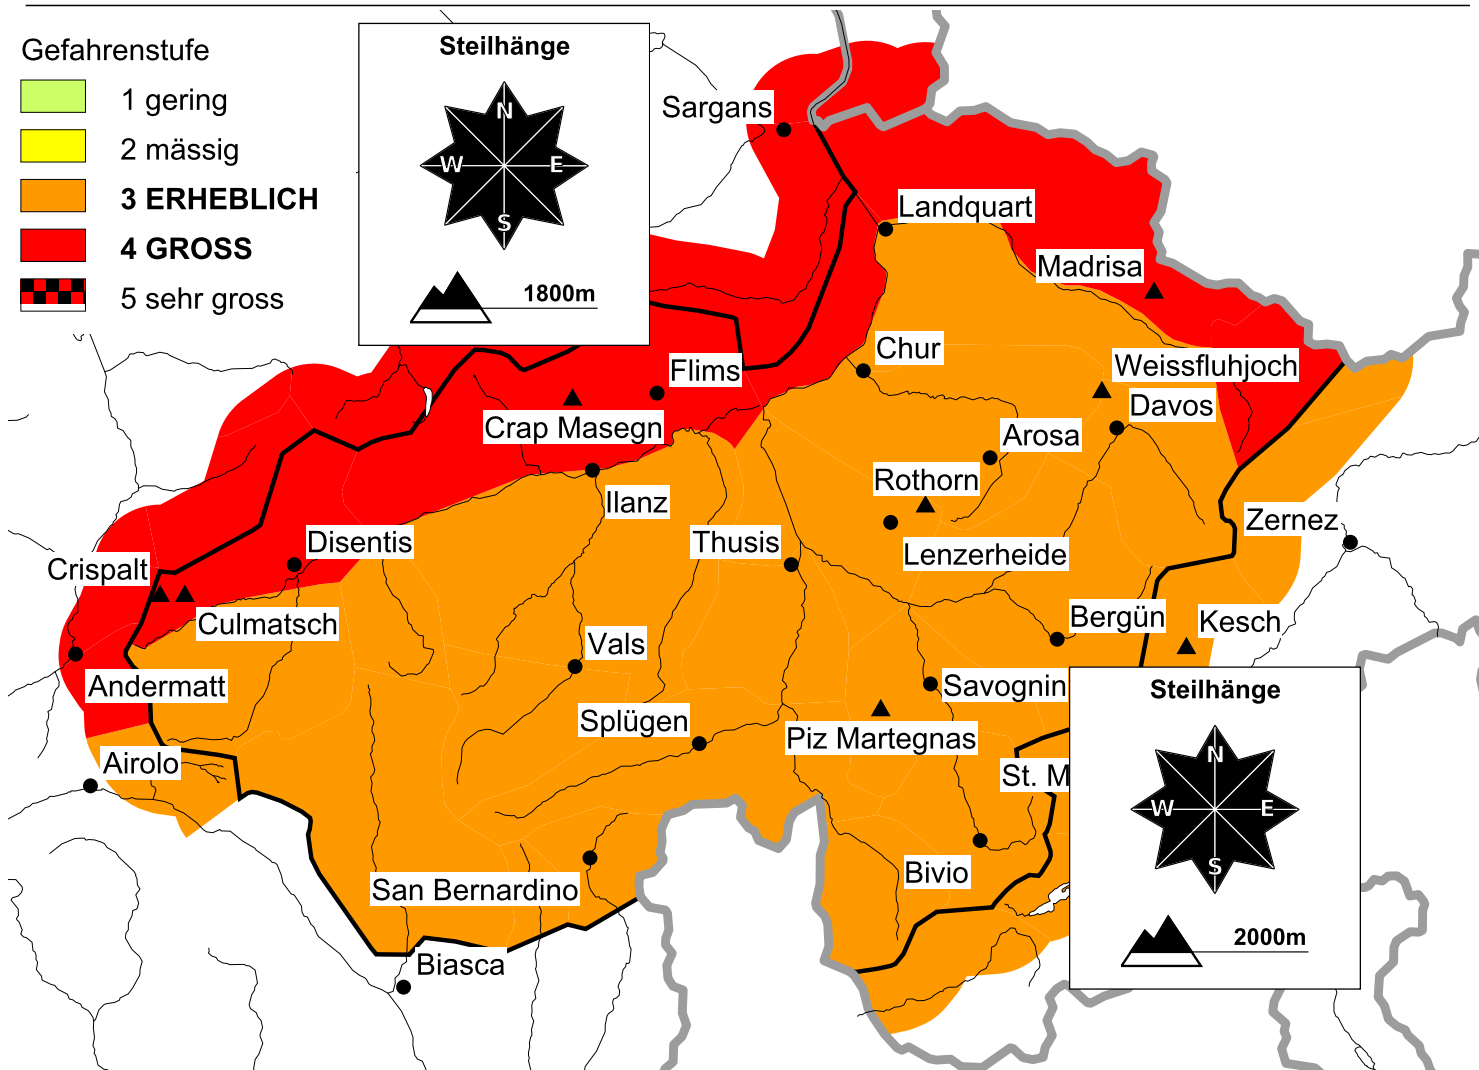 Gefahrenstufe
1 gering
2 mässig
3 ERHEBLICH
4 GROSS
5 sehr gross
Steilhänge
N
W E
S
1800m
Sargans
Landquart
Madrisa
Chur
Weissfluhjoch
Flims
Davos
Crap Masegn
Arosa
Rothorn
Ilanz
Zernez
Disentis
Thusis
Lenzerheide
Crispalt
Culmatsch
Bergün
Kesch
Vals
Andermatt
Savognin
Splügen
Piz Martegnas
Airolo
St. M
Bivio
San Bernardino
Biasca
Steilhänge
N
W E
S
2000m